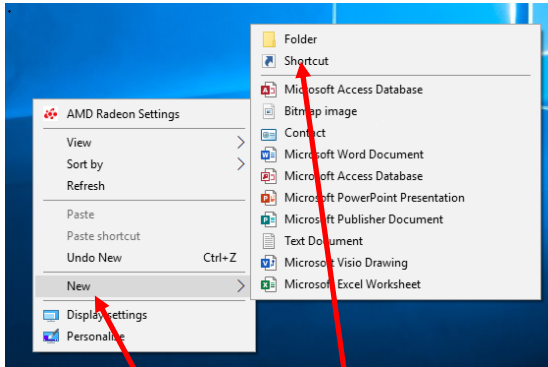 AMD Radeon Settings
View
Sort by
Refresh
Paste
Paste shortcut
Undo New Ctrl+Z
New
Display settings
Personalize
Folder
Shortcut
Microsoft Access Database
Bitmap image
Contact
Microsoft Word Document
Microsoft Access Database
Microsoft PowerPoint Presentation
Microsoft Publisher Document
Text Document
Microsoft Visio Drawing
Microsoft Excel Worksheet